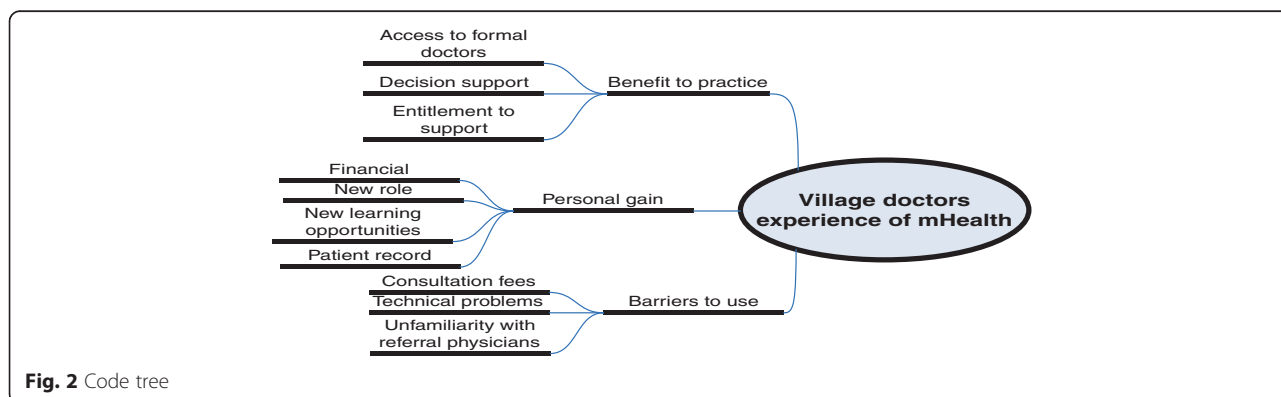 Access to formal
doctors
Decision support
Entitlement to
support
Benefit to practice
Financial
New role
New learning
opportunities
Patient record
Personal gain
Consultation fees
Technical problems
Unfamiliarity with
referral physicians
Barriers to use
Village doctors
experience of mHealth
Fig. 2 Code tree